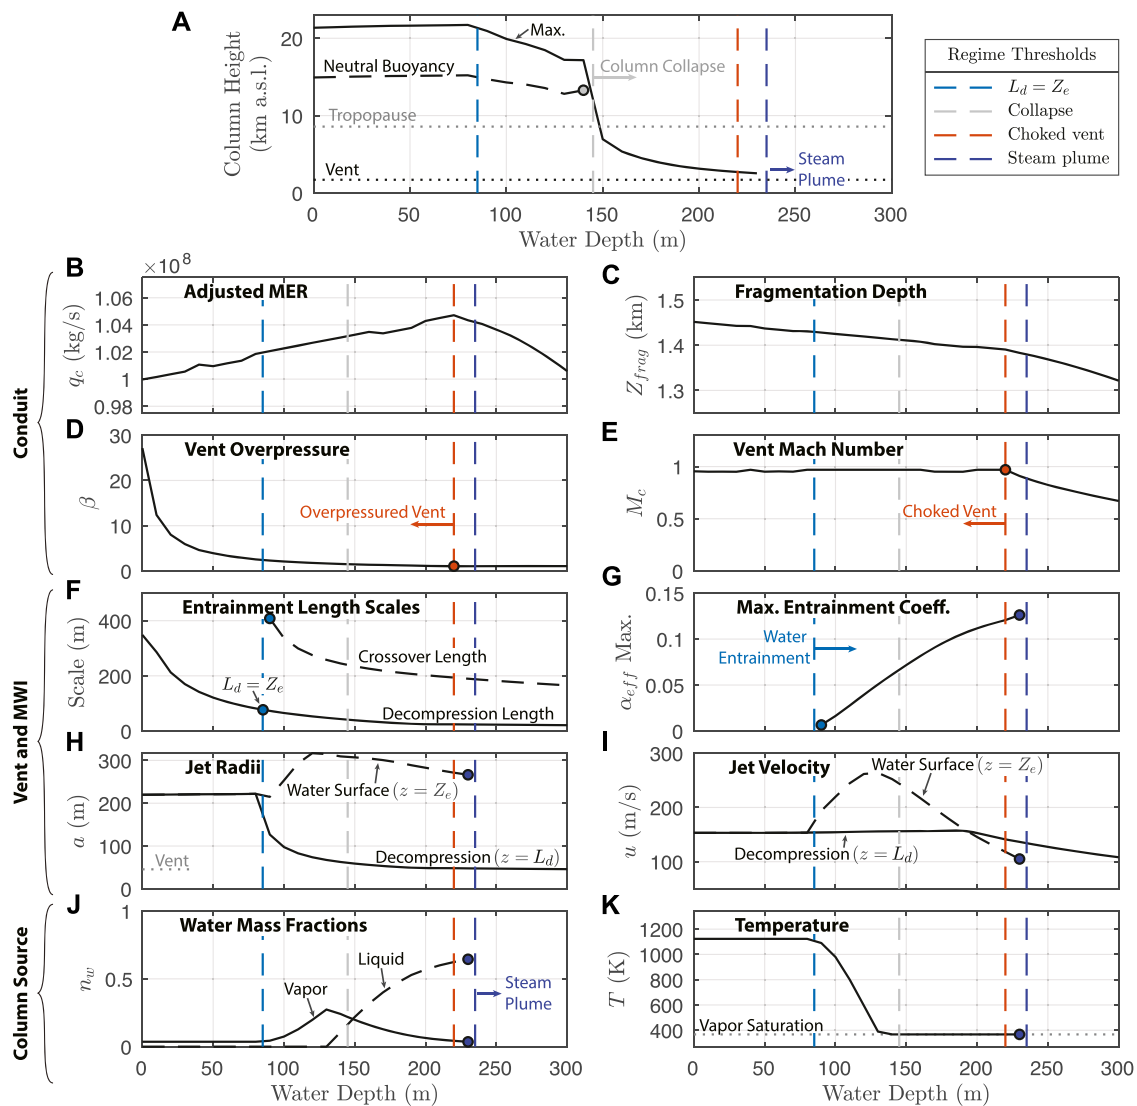 A
Column Height
(km a.s.l.)
20
10
0
Max.
Neutral Buoyancy
Column Collapse
Tropopause
Vent
Steam
Plume
0
50
100
150
200
250
300
Water Depth (m)
Regime Thresholds
L_d = Z_e
Collapse
Choked vent
Steam plume
Conduit
B
×10^8
Adjusted MER
q_c (kg/s)
1.06
1.04
1.02
1
0.98
C
Fragmentation Depth
Z_frag (km)
1.5
1.4
1.3
D
Vent Overpressure
β
30
20
10
0
Overpressured Vent
E
Vent Mach Number
M_c
1
0.5
0
Choked Vent
Vent and MWI
F
Entrainment Length Scales
Scale (m)
400
200
0
L_d = Z_e
Crossover Length
Decompression Length
G
Max. Entrainment Coeff.
α_eff Max.
0.15
0.1
0.05
0
Water
Entrainment
H
Jet Radii
a (m)
300
200
100
0
Water Surface (z = Z_e)
Decompression (z = L_d)
Vent
I
Jet Velocity
u (m/s)
300
200
100
Water Surface (z = Z_e)
Decompression (z = L_d)
Column Source
J
Water Mass Fractions
n_w
1
0.5
0
Liquid
Vapor
Steam
Plume
0
50
100
150
200
250
300
Water Depth (m)
K
Temperature
T (K)
1200
1000
800
600
400
Vapor Saturation
0
50
100
150
200
250
300
Water Depth (m)